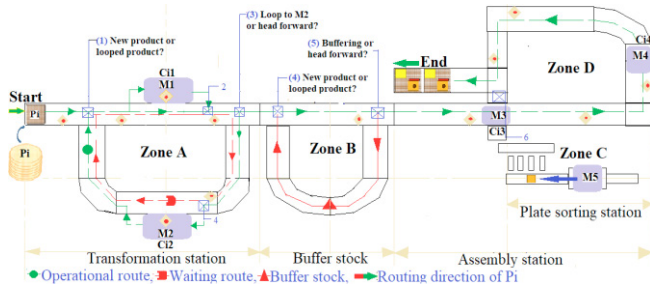 (1) New product or
looped product?
(3) Loop to M2
or head forward?
(5) Buffering or
head forward?
(4) New product or
looped product?
End
Zone D
Ci4
M4
Ci1
M1
2
Start
Pi
Pi
M3
Ci3
6
Zone A
Zone B
Zone C
M5
4
M2
Ci2
Plate sorting station
Transformation station
Buffer stock
Assembly station
Operational route, Waiting route, Buffer stock, Routing direction of Pi